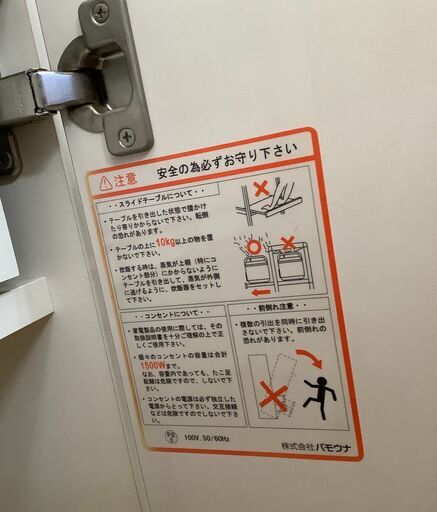 注意 安全の為必ずお守り下さい
・・スライドテーブルについて・・
・テーブルを引き出した状態で腰かけ
たり寄りかからないで下さい。転倒
の恐れがあります。
・テーブルの上に10kg以上の物を置
かないで下さい。
・炊飯する時は、蒸気が上棚（特にコ
ンセント部分）にかからないように
テーブルを引き出して、蒸気が外側
に逃げるように、炊飯器をセットし
て下さい。
・・コンセントについて・・
・家電製品の使用に際しては、その
取扱説明書を十分ご理解の上で正
しくご使用下さい。
・個々のコンセントの容量は合計
1500Wまで。
なお、容量内であっても、たこ足
配線は危険ですので、しないで下
さい。
・コンセントの電源は必ず独立した
電源からとって下さい。交互接続
などは危険ですのでしないで下さい。
100V. 50/60Hz
・・前倒れ注意・・
・複数の引出を同時に引き出
さないで下さい。前倒れの
恐れがあります。
株式会社 パモウナ